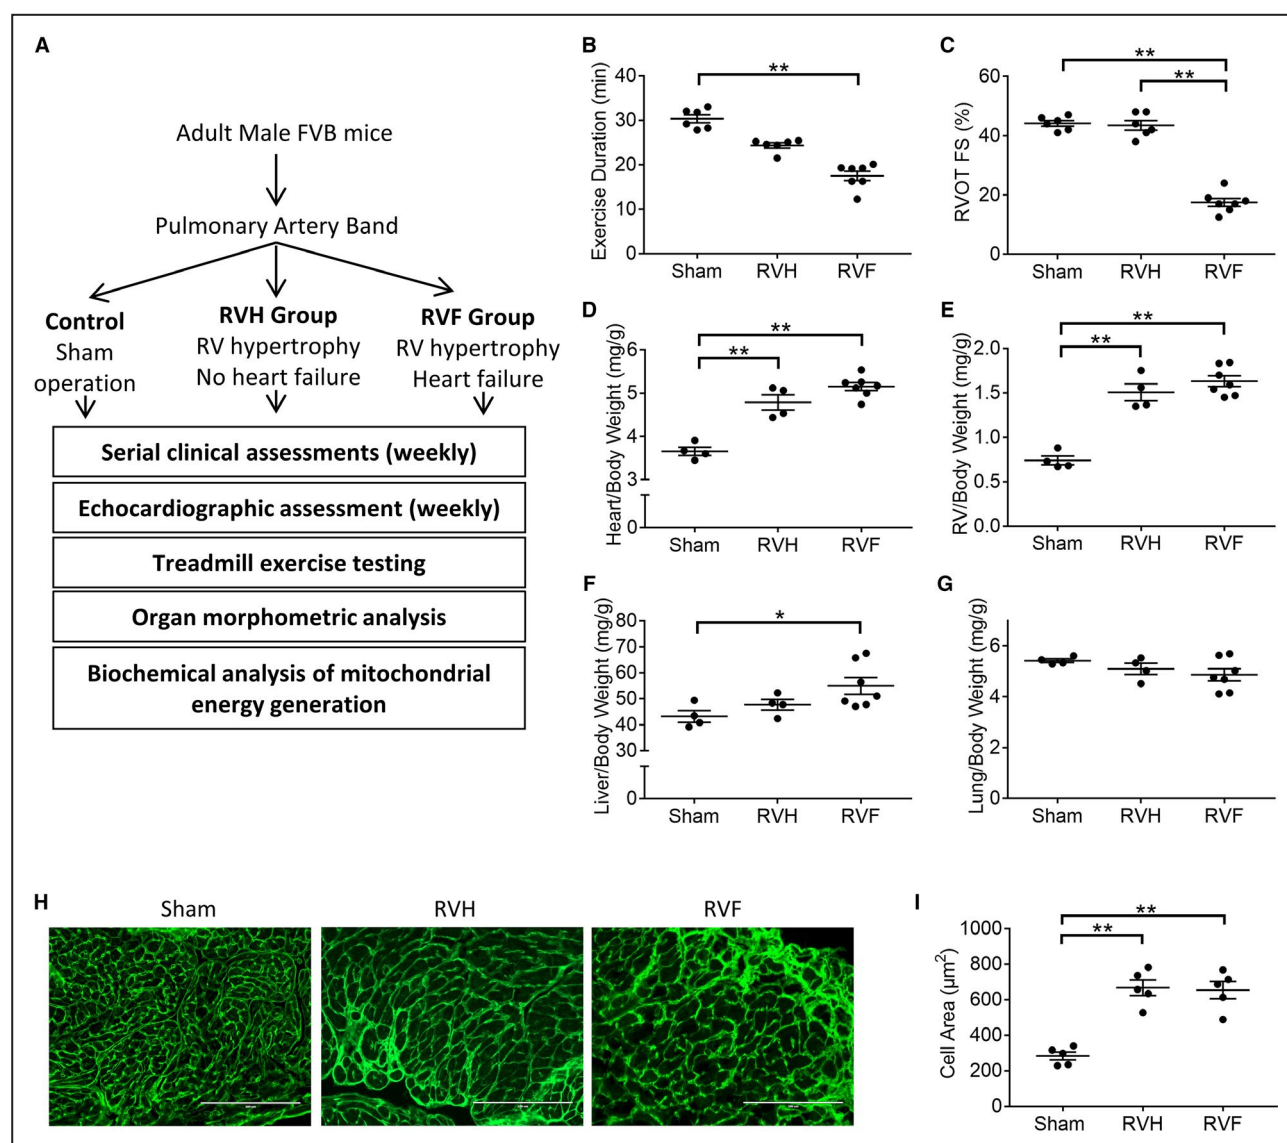 A
Adult Male FVB mice
Pulmonary Artery Band
Control
Sham
operation
RVH Group
RV hypertrophy
No heart failure
RVF Group
RV hypertrophy
Heart failure
Serial clinical assessments (weekly)
Echocardiographic assessment (weekly)
Treadmill exercise testing
Organ morphometric analysis
Biochemical analysis of mitochondrial
energy generation
B
Exercise Duration (min)
40
30
20
10
0
**
Sham RVH RVF
C
RVOT FS (%)
60
40
20
0
**
**
Sham RVH RVF
D
Heart/Body Weight (mg/g)
6
5
4
3
0
**
**
Sham RVH RVF
E
RV/Body Weight (mg/g)
2.0
1.5
1.0
0.5
0.0
**
**
Sham RVH RVF
F
Liver/Body Weight (mg/g)
80
70
60
50
40
30
0
*
Sham RVH RVF
G
Lung/Body Weight (mg/g)
6
4
2
0
Sham RVH RVF
H
Sham RVH RVF
I
Cell Area (µm²)
1000
800
600
400
200
0
**
**
Sham RVH RVF